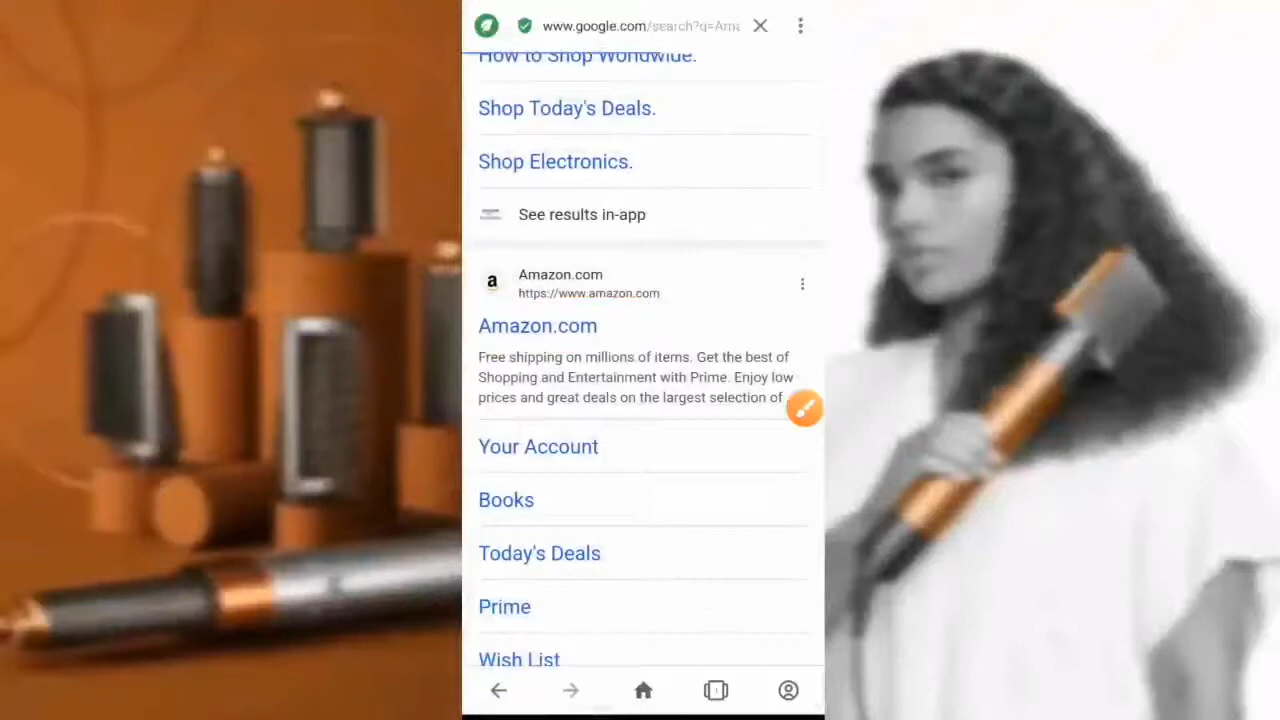 www.google.com/search?q=Ama
How to Shop Worldwide.
Shop Today's Deals.
Shop Electronics.
See results in-app
a
Amazon.com
https://www.amazon.com
Amazon.com
Free shipping on millions of items. Get the best of
Shopping and Entertainment with Prime. Enjoy low
prices and great deals on the largest selection of
Your Account
Books
Today's Deals
Prime
Wish List